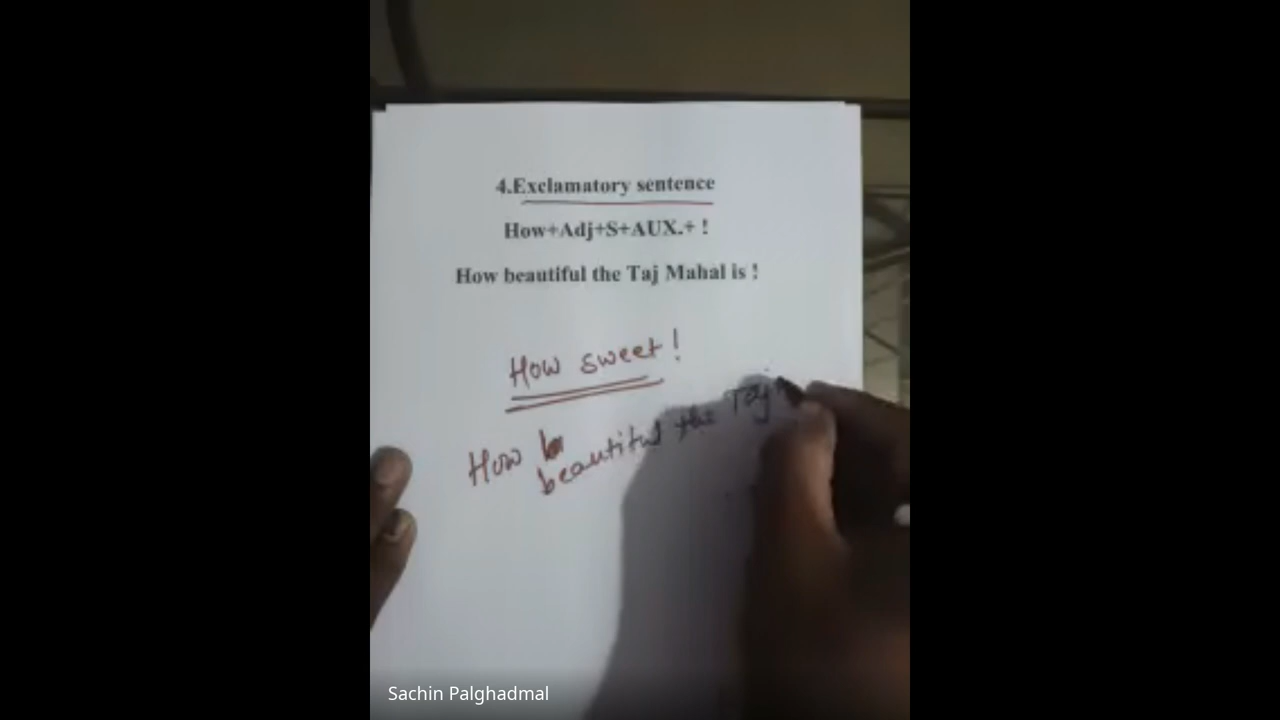 4.Exclamatory sentence
How+Adj+S+AUX.+ !
How beautiful the Taj Mahal is !
How sweet !
How
beautiful the Taj
Sachin Palghadmal